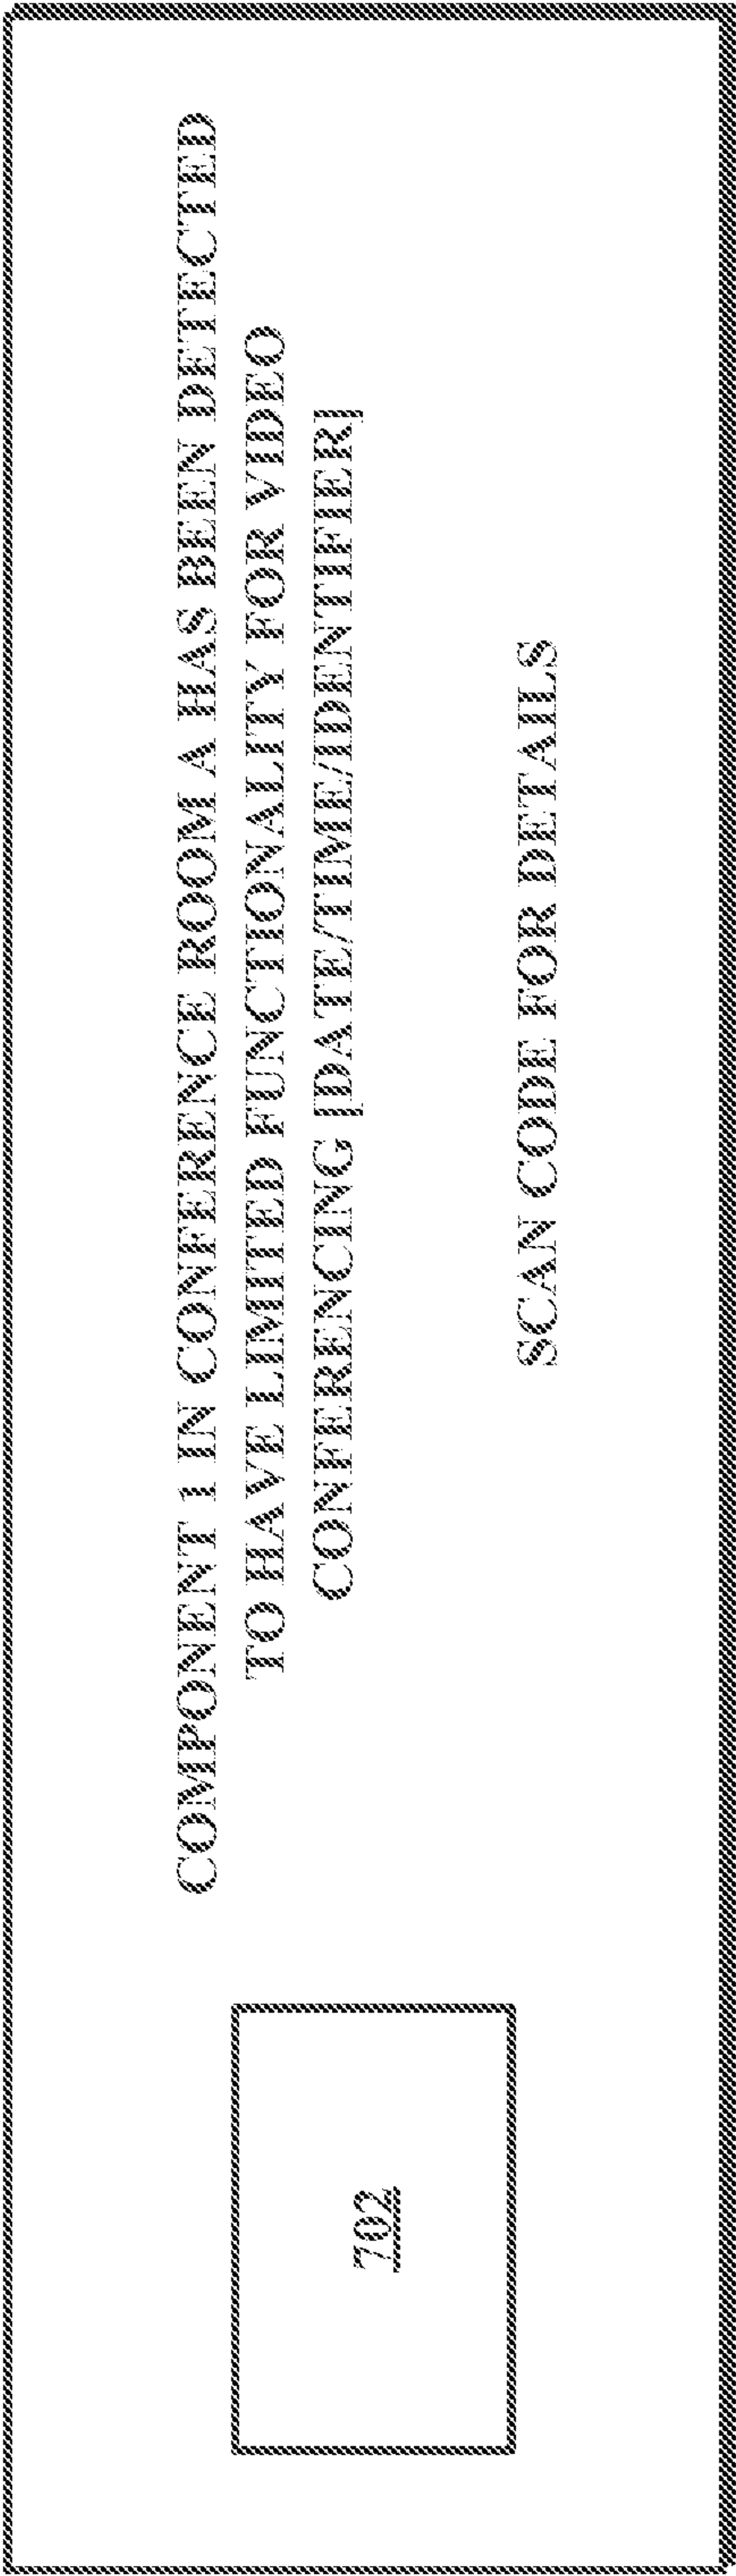 COMPONENT 1 IN CONFERENCE ROOM A HAS BEEN DETECTED
TO HAVE LIMITED FUNCTIONALITY FOR VIDEO
CONFERENCING [DATE/TIME/IDENTIFIER]
SCAN CODE FOR DETAILS
702